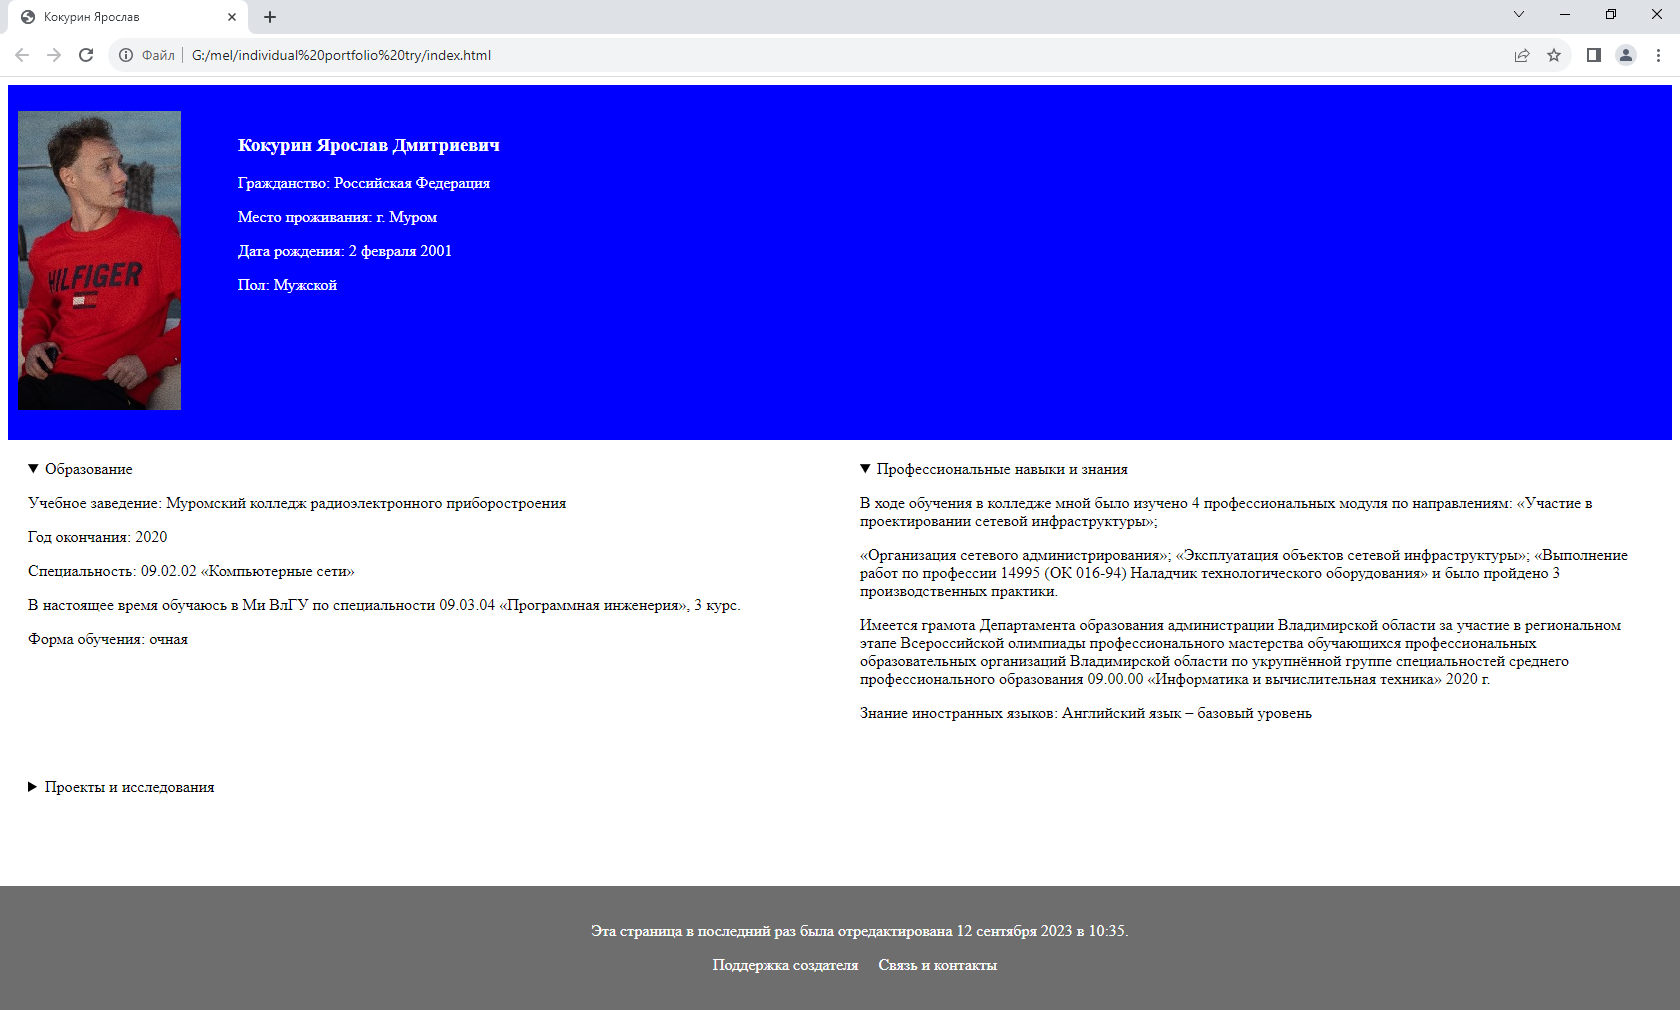 Кокурин Ярослав
Файл
G:/mel/individual%20portfolio%20try/index.html
HILFIGER
Кокурин Ярослав Дмитриевич
Гражданство: Российская Федерация
Место проживания: г. Муром
Дата рождения: 2 февраля 2001
Пол: Мужской
Образование
Учебное заведение: Муромский колледж радиоэлектронного приборостроения
Год окончания: 2020
Специальность: 09.02.02 «Компьютерные сети»
В настоящее время обучаюсь в Ми ВлГУ по специальности 09.03.04 «Программная инженерия», 3 курс.
Форма обучения: очная
Профессиональные навыки и знания
В ходе обучения в колледже мной было изучено 4 профессиональных модуля по направлениям: «Участие в
проектировании сетевой инфраструктуры»;
«Организация сетевого администрирования»; «Эксплуатация объектов сетевой инфраструктуры»; «Выполнение
работ по профессии 14995 (ОК 016-94) Наладчик технологического оборудования» и было пройдено 3
производственных практики.
Имеется грамота Департамента образования администрации Владимирской области за участие в региональном
этапе Всероссийской олимпиады профессионального мастерства обучающихся профессиональных
образовательных организаций Владимирской области по укрупнённой группе специальностей среднего
профессионального образования 09.00.00 «Информатика и вычислительная техника» 2020 г.
Знание иностранных языков: Английский язык – базовый уровень
Проекты и исследования
Эта страница в последний раз была отредактирована 12 сентября 2023 в 10:35.
Поддержка создателя Связь и контакты